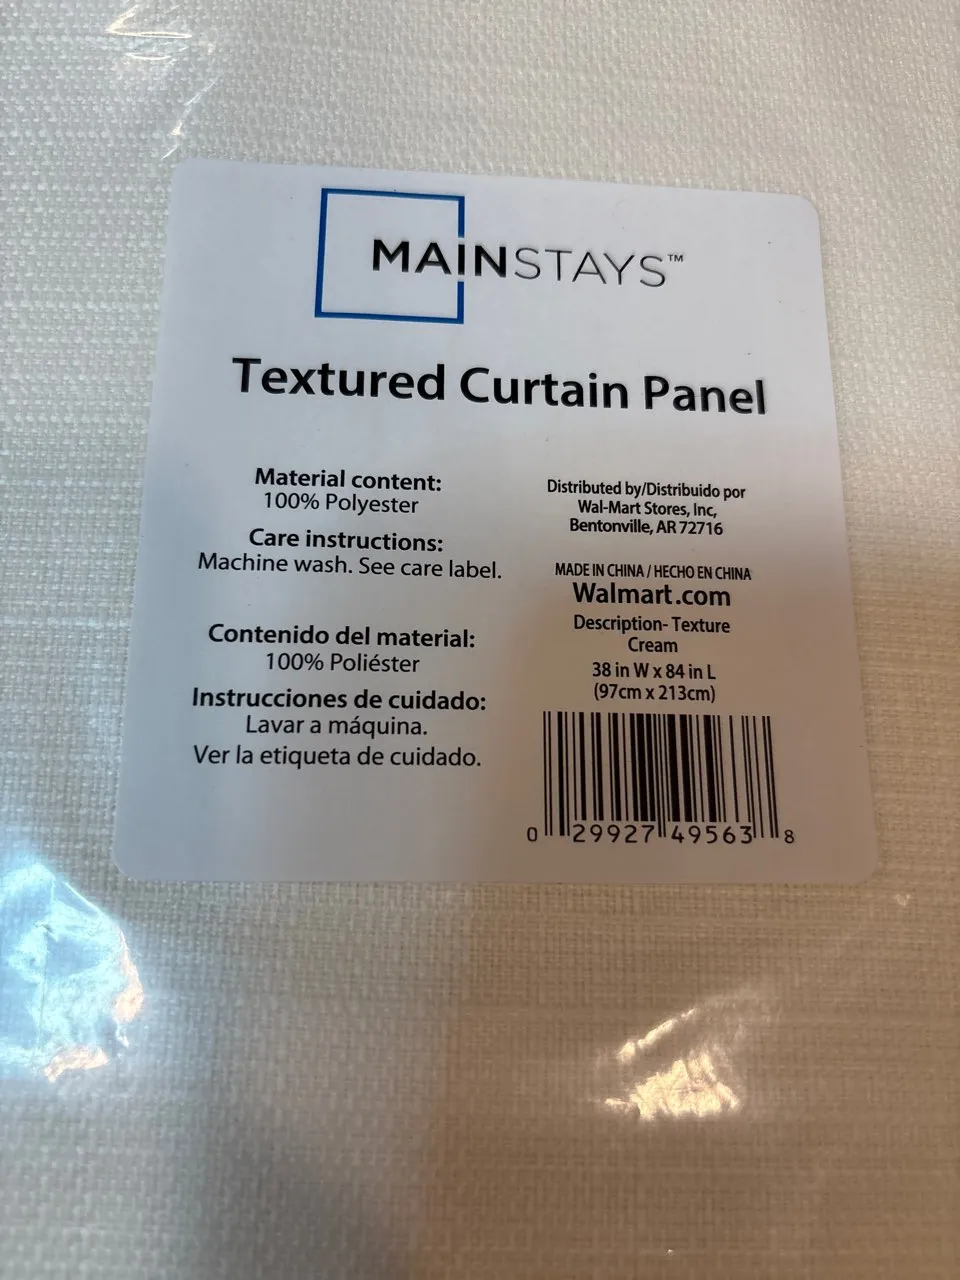 MAINSTAYS™
Textured Curtain Panel
Material content:
100% Polyester
Care instructions:
Machine wash. See care label.
Contenido del material:
100% Poliéster
Instrucciones de cuidado:
Lavar a máquina.
Ver la etiqueta de cuidado.
Distributed by/Distribuido por
Wal-Mart Stores, Inc,
Bentonville, AR 72716
MADE IN CHINA / HECHO EN CHINA
Walmart.com
Description- Texture
Cream
38 in W x 84 in L
(97cm x 213cm)
0 29927 49563 8